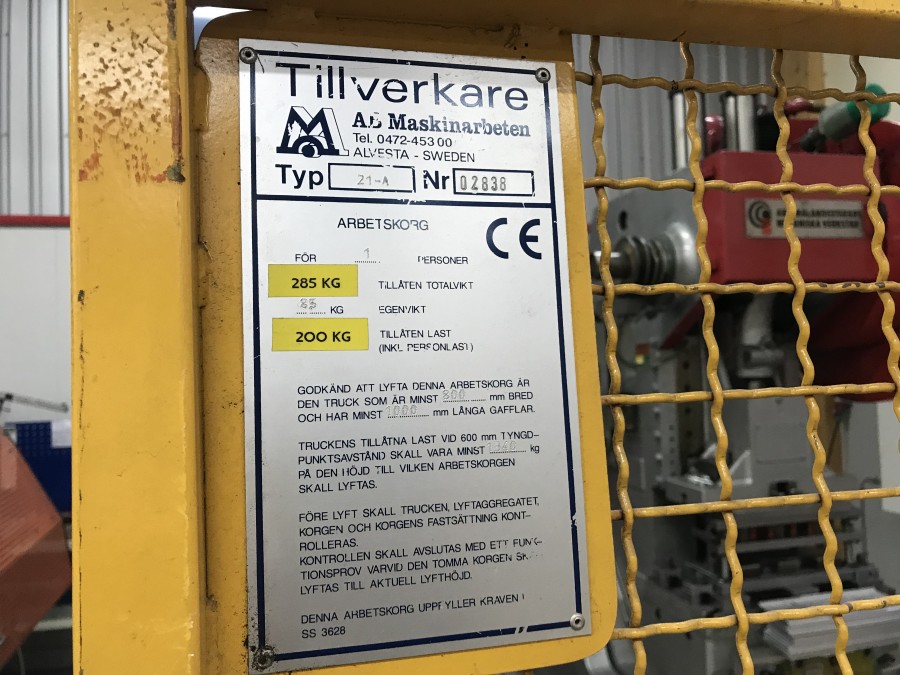 Tillverkare
AB Maskinarbeten
Tel. 0472-453 00
ALVESTA - SWEDEN
Typ 21-A Nr 02838
ARBETSKORG
CE
FÖR 1 PERSONER
285 KG TILLÅTEN TOTALVIKT
85 KG EGENVIKT
200 KG TILLÅTEN LAST
(INKL PERSONLAST)
GODKÄND ATT LYFTA DENNA ARBETSKORG ÄR
DEN TRUCK SOM ÄR MINST 800 mm BRED
OCH HAR MINST 1000 mm LÅNGA GAFFLAR.
TRUCKENS TILLÅTNA LAST VID 600 mm TYNGD-
PUNKTSAVSTÅND SKALL VARA MINST kg
PÅ DEN HÖJD TILL VILKEN ARBETSKORGEN
SKALL LYFTAS.
FÖRE LYFT SKALL TRUCKEN, LYFTAGGREGATET,
KORGEN OCH KORGENS FASTSÄTTNING KONT-
ROLLERAS.
KONTROLLEN SKALL AVSLUTAS MED ETT FUNK-
TIONSPROV VARVID DEN TOMMA KORGEN
LYFTAS TILL AKTUELL LYFTHÖJD.
DENNA ARBETSKORG UPPFYLLER KRAVEN I
SS 3628